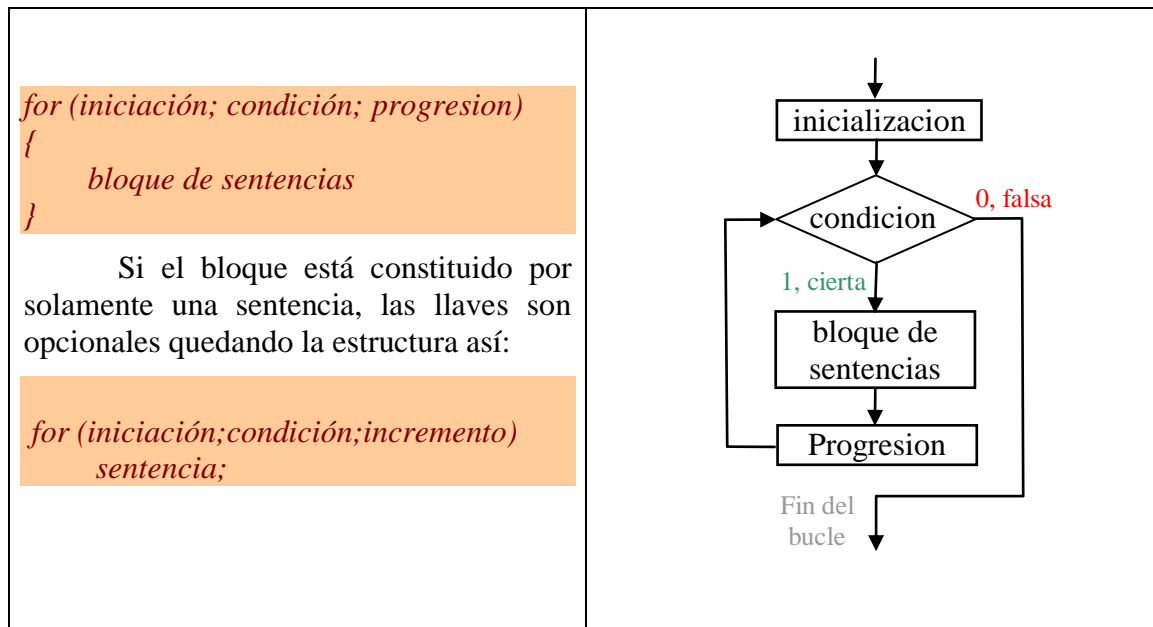 for (iniciación; condición; progresion)
{
bloque de sentencias
}
Si el bloque está constituido por
solamente una sentencia, las llaves son
opcionales quedando la estructura así:
for (iniciación;condición;incremento)
sentencia;
inicializacion
condicion
0, falsa
1, cierta
bloque de
sentencias
Progresion
Fin del
bucle